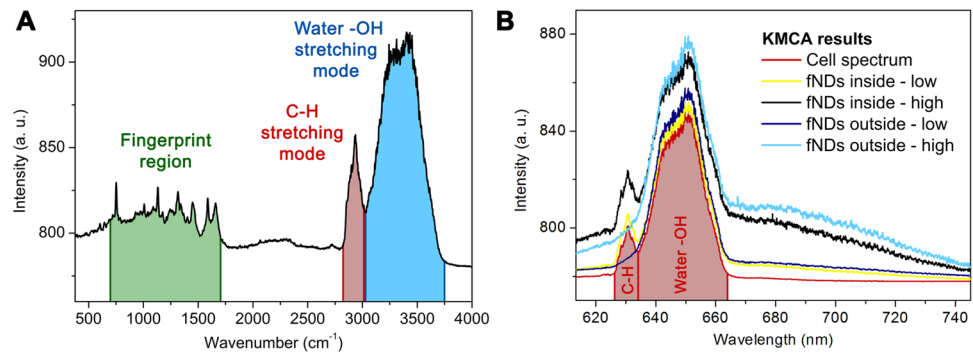 A
Intensity (a. u.)
900
850
800
Fingerprint
region
C-H
stretching
mode
Water -OH
stretching
mode
500 1000 1500 2000 2500 3000 3500 4000
Wavenumber (cm-1)
B
Intensity (a. u.)
880
840
800
KMCA results
Cell spectrum
fNDs inside - low
fNDs inside - high
fNDs outside - low
fNDs outside - high
C-H
Water -OH
620 640 660 680 700 720 740
Wavelength (nm)